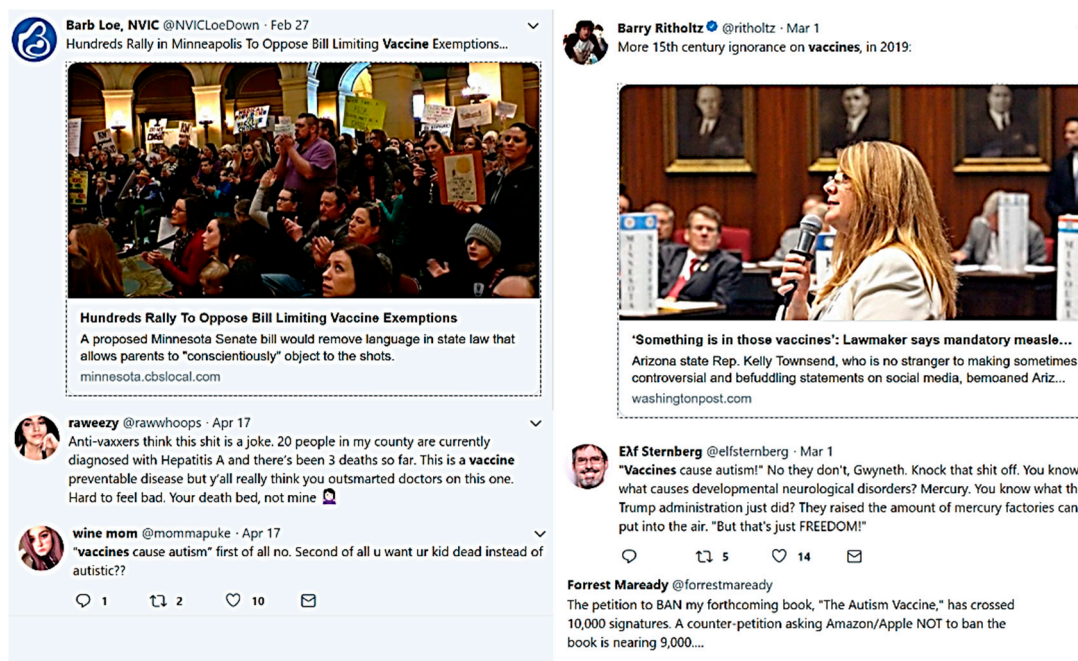 Barb Loe, NVIC @NVICLoeDown · Feb 27
Hundreds Rally in Minneapolis To Oppose Bill Limiting Vaccine Exemptions...
Hundreds Rally To Oppose Bill Limiting Vaccine Exemptions
A proposed Minnesota Senate bill would remove language in state law that
allows parents to "conscientiously" object to the shots.
minnesota.cbslocal.com
raweezy @rawwhoops · Apr 17
Anti-vaxxers think this shit is a joke. 20 people in my county are currently
diagnosed with Hepatitis A and there's been 3 deaths so far. This is a vaccine
preventable disease but y'all really think you outsmarted doctors on this one.
Hard to feel bad. Your death bed, not mine
wine mom @mommapuke · Apr 17
"vaccines cause autism" first of all no. Second of all u want ur kid dead instead of
autistic??
1 2 10
Barry Ritholtz @ritholtz · Mar 1
More 15th century ignorance on vaccines, in 2019:
MINNESOTA
MISSOURI
'Something is in those vaccines': Lawmaker says mandatory measle...
Arizona state Rep. Kelly Townsend, who is no stranger to making sometimes
controversial and befuddling statements on social media, bemoaned Ariz...
washingtonpost.com
Eλf Sternberg @elfsternberg · Mar 1
"Vaccines cause autism!" No they don't, Gwyneth. Knock that shit off. You know
what causes developmental neurological disorders? Mercury. You know what th
Trump administration just did? They raised the amount of mercury factories can
put into the air. "But that's just FREEDOM!"
5 14
Forrest Maready @forrestmaready
The petition to BAN my forthcoming book, "The Autism Vaccine," has crossed
10,000 signatures. A counter-petition asking Amazon/Apple NOT to ban the
book is nearing 9,000....